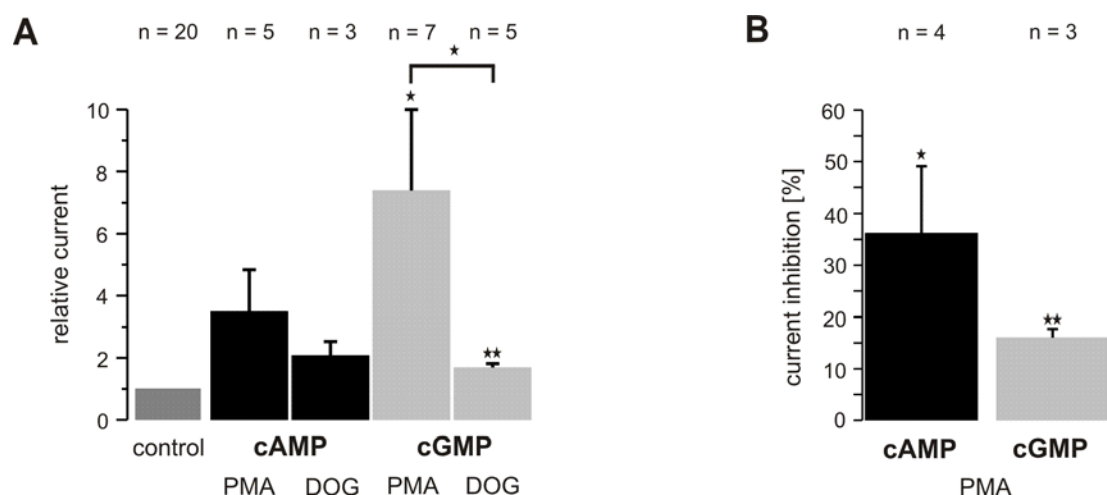 A
n = 20 n = 5 n = 3 n = 7 n = 5
★
★
★★
relative current
10
8
6
4
2
0
control cAMP cGMP
PMA DOG PMA DOG
B
n = 4 n = 3
★
★★
current inhibition [%]
60
50
40
30
20
10
0
cAMP cGMP
PMA